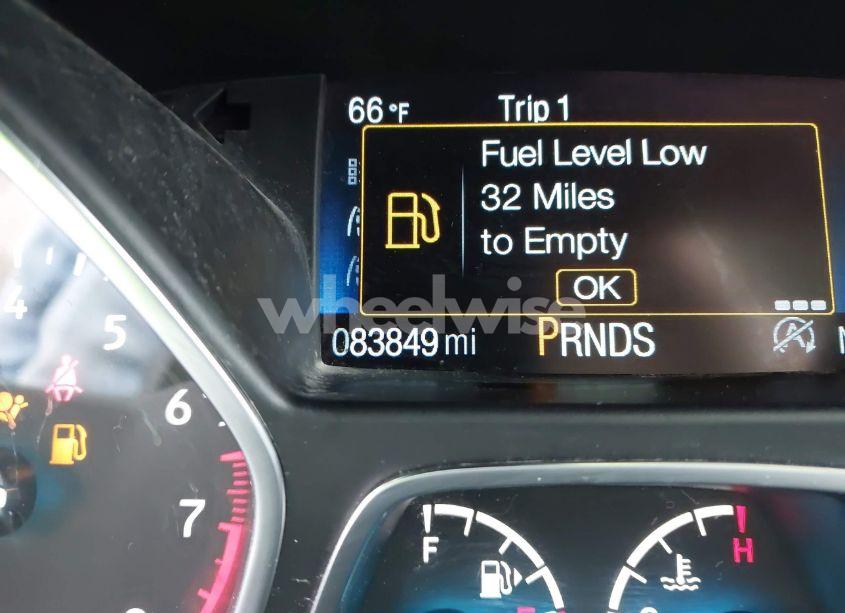 66 °F
Trip 1
Fuel Level Low
32 Miles
to Empty
OK
wheelwise
083849 mi
PRNDS
A
4
5
6
7
F
H